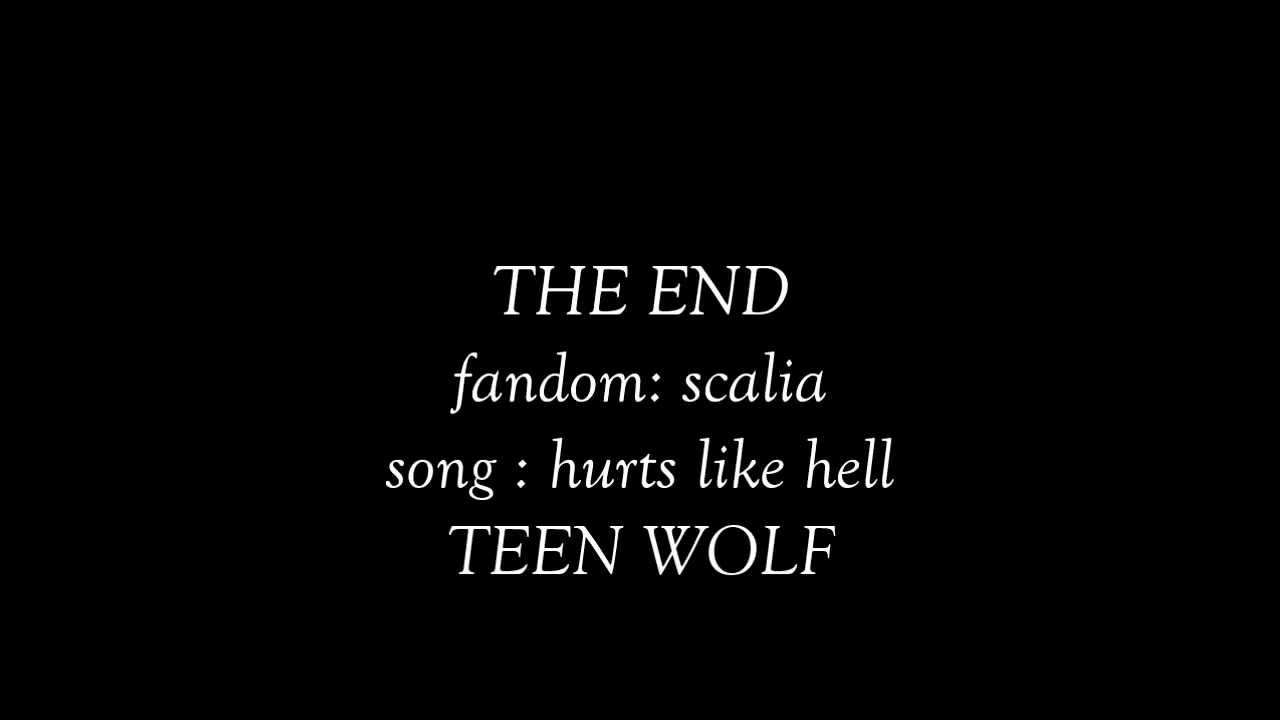 THE END
fandom: scalia
song : hurts like hell
TEEN WOLF